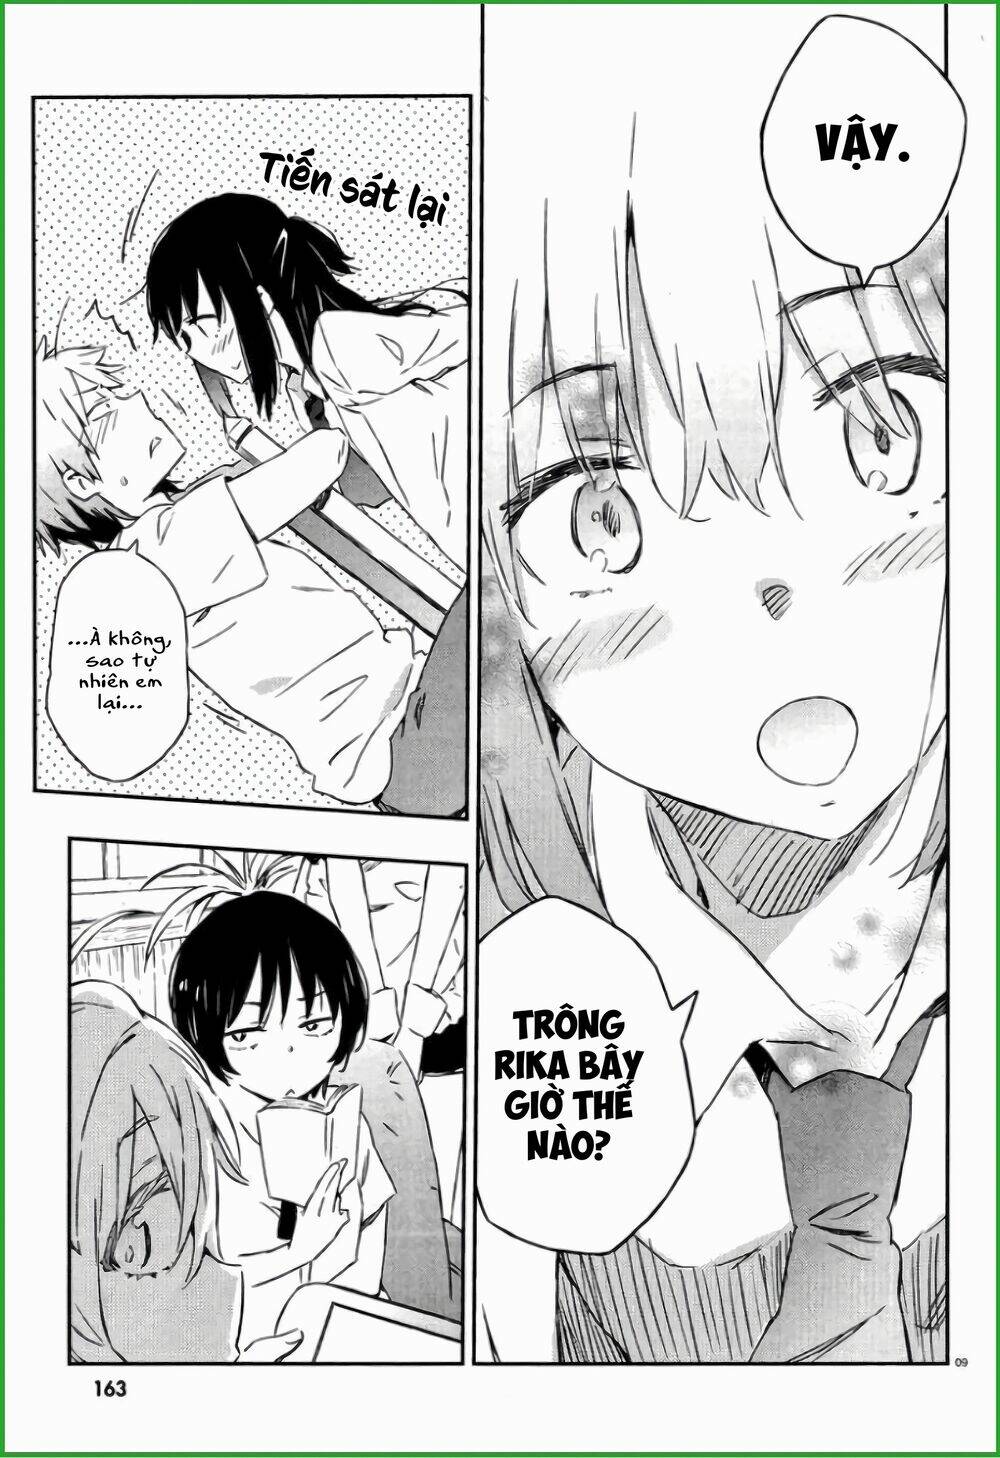 VẬY.
TRÔNG
RIKA BÂY
GIỜ THẾ
NÀO?
Tiến sát lại
...À không,
sao tự
nhiên em
lại...
163
09